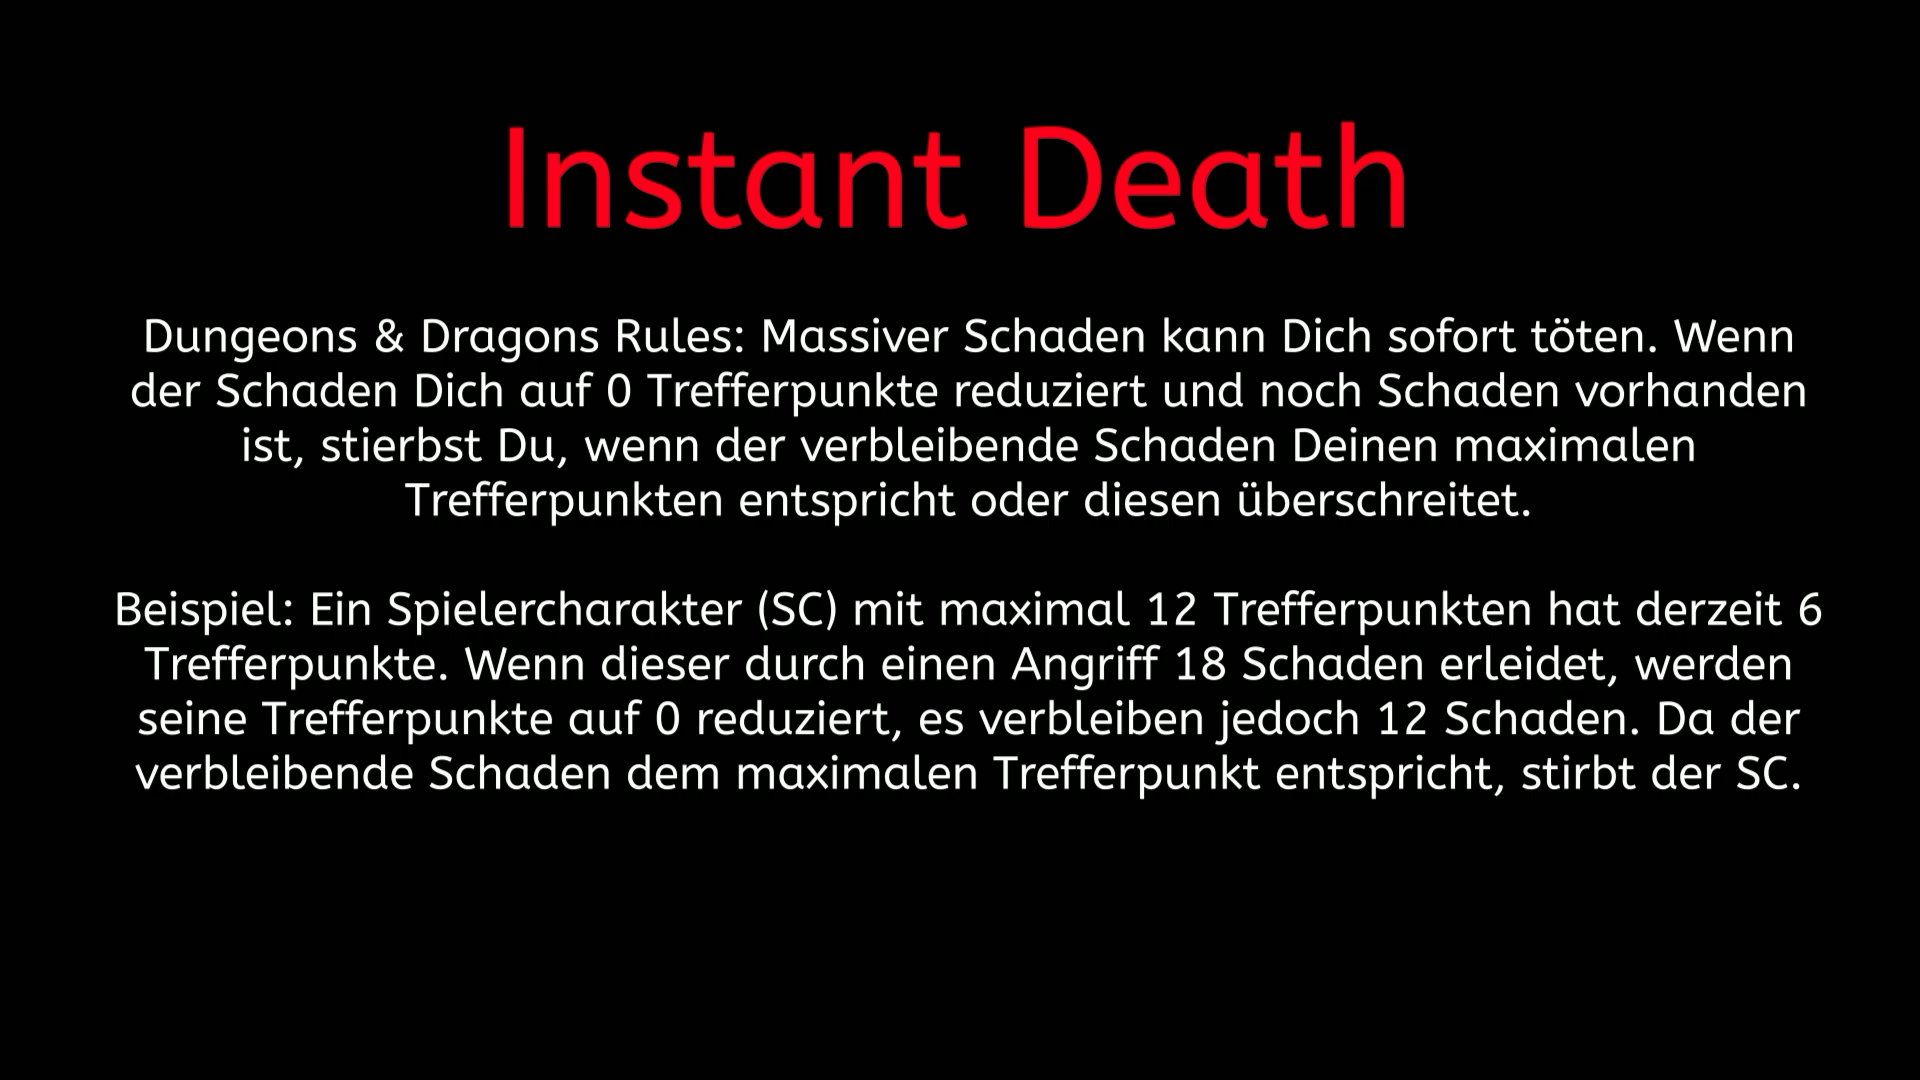 Instant Death
Dungeons & Dragons Rules: Massiver Schaden kann Dich sofort töten. Wenn
der Schaden Dich auf 0 Trefferpunkte reduziert und noch Schaden vorhanden
ist, stierbst Du, wenn der verbleibende Schaden Deinen maximalen
Trefferpunkten entspricht oder diesen überschreitet.
Beispiel: Ein Spielercharakter (SC) mit maximal 12 Trefferpunkten hat derzeit 6
Trefferpunkte. Wenn dieser durch einen Angriff 18 Schaden erleidet, werden
seine Trefferpunkte auf 0 reduziert, es verbleiben jedoch 12 Schaden. Da der
verbleibende Schaden dem maximalen Trefferpunkt entspricht, stirbt der SC.